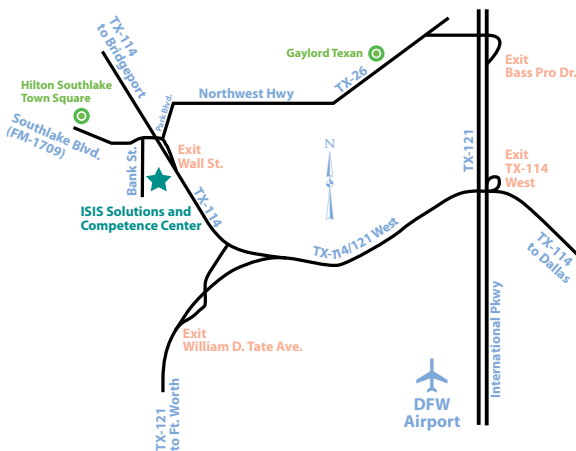 TX-114
to Bridgeport
Gaylord Texan
TX-26
Exit
Bass Pro Dr.
Hilton Southlake
Town Square
Northwest Hwy
Park Blvd.
Southlake Blvd.
(FM-1709)
Bank St.
Exit
Wall St.
N
TX-121
Exit
TX-114
West
ISIS Solutions and
Competence Center
TX-114
TX-114/121 West
TX-114
to Dallas
Exit
William D. Tate Ave.
International Pkwy
DFW
Airport
TX-121
to Ft. Worth